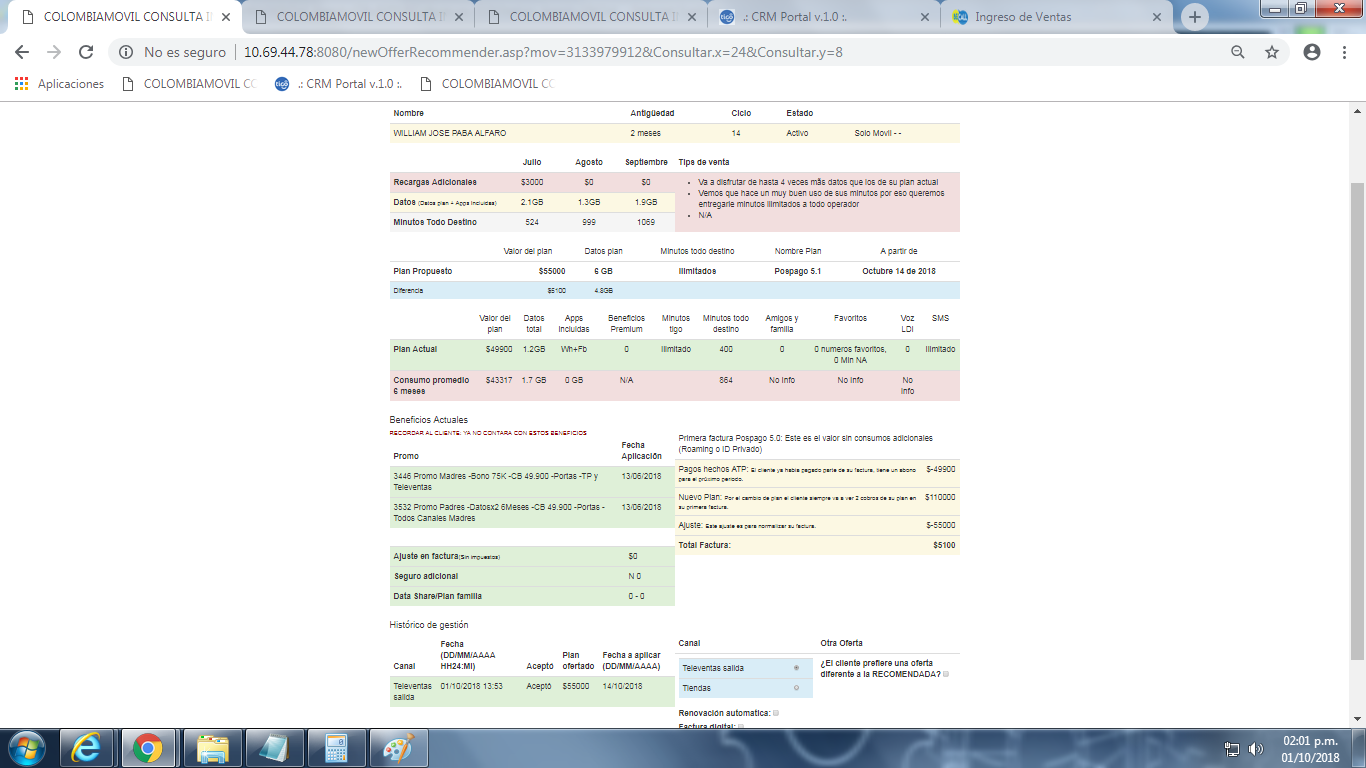 COLOMBIAMOVIL CONSULTA I
COLOMBIAMOVIL CONSULTA I
COLOMBIAMOVIL CONSULTA I
.: CRM Portal v.1.0 :.
Ingreso de Ventas
No es seguro 10.69.44.78:8080/newOfferRecommender.asp?mov=3133979912&Consultar.x=24&Consultar.y=8
Aplicaciones COLOMBIAMOVIL CO .: CRM Portal v.1.0 :. COLOMBIAMOVIL CO
Nombre Antigüedad Ciclo Estado
WILLIAM JOSE PABA ALFARO 2 meses 14 Activo Solo Movil - -
Julio Agosto Septiembre Tips de venta
Recargas Adicionales $3000 $0 $0
Datos (Datos plan + Apps incluidas) 2.1GB 1.3GB 1.9GB
Minutos Todo Destino 524 999 1069
Va a disfrutar de hasta 4 veces más datos que los de su plan actual
Vemos que hace un muy buen uso de sus minutos por eso queremos
entregarle minutos ilimitados a todo operador
N/A
Valor del plan Datos plan Minutos todo destino Nombre Plan A partir de
Plan Propuesto $55000 6 GB Ilimitados Pospago 5.1 Octubre 14 de 2018
Diferencia $5100 4.8GB
Valor del plan Datos total Apps incluidas Beneficios Premium Minutos tigo Minutos todo destino Amigos y familia Favoritos Voz LDI SMS
Plan Actual $49900 1.2GB Wh+Fb 0 Ilimitado 400 0 0 numeros favoritos, 0 Min NA 0 Ilimitado
Consumo promedio 6 meses $43317 1.7 GB 0 GB N/A 864 No Info No Info No Info
Beneficios Actuales
RECORDAR AL CLIENTE: YA NO CONTARA CON ESTOS BENEFICIOS
Promo Fecha Aplicación
3446 Promo Madres -Bono 75K -CB 49.900 -Portas -TP y Televentas 13/06/2018
3532 Promo Padres -Datosx2 6Meses -CB 49.900 -Portas - Todos Canales Madres 13/06/2018
Primera factura Pospago 5.0: Este es el valor sin consumos adicionales
(Roaming o ID Privado)
Pagos hechos ATP: El cliente ya había pagado parte de su factura, tiene un abono para el próximo periodo. $-49900
Nuevo Plan: Por el cambio de plan el cliente siempre va a ver 2 cobros de su plan en su primera factura. $110000
Ajuste: Este ajuste es para normalizar su factura. $-55000
Total Factura: $5100
Ajuste en factura(Sin impuestos) $0
Seguro adicional N 0
Data Share/Plan familia 0 - 0
Histórico de gestión
Canal Fecha (DD/MM/AAAA HH24:MI) Aceptó Plan ofertado Fecha a aplicar (DD/MM/AAAA)
Televentas salida 01/10/2018 13:53 Aceptó $55000 14/10/2018
Canal Otra Oferta
Televentas salida
Tiendas
¿El cliente prefiere una oferta
diferente a la RECOMENDADA?
Renovación automatica:
Factura digital:
02:01 p.m.
01/10/2018